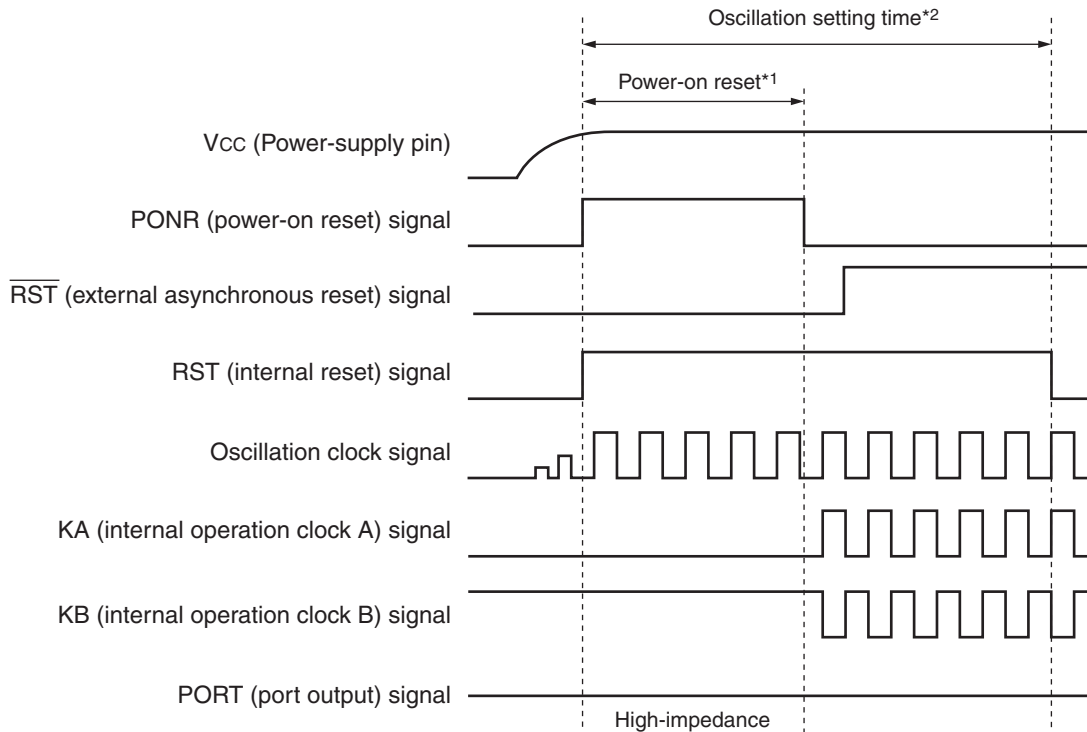 Oscillation setting time*2
Power-on reset*1
VCC (Power-supply pin)
PONR (power-on reset) signal
RST (external asynchronous reset) signal
RST (internal reset) signal
Oscillation clock signal
KA (internal operation clock A) signal
KB (internal operation clock B) signal
PORT (port output) signal
High-impedance